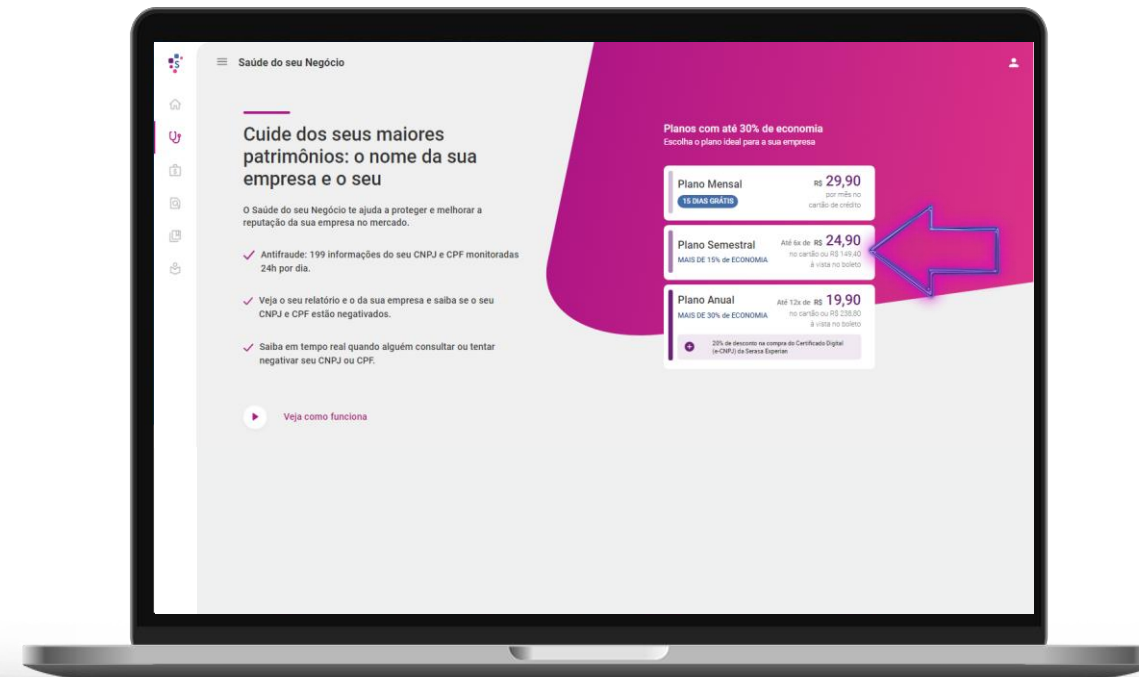 S
Saúde do seu Negócio
Cuide dos seus maiores
patrimônios: o nome da sua
empresa e o seu
O Saúde do seu Negócio te ajuda a proteger e melhorar a
reputação da sua empresa no mercado.
Antifraude: 199 informações do seu CNPJ e CPF monitoradas
24h por dia.
Veja o seu relatório e o da sua empresa e saiba se o seu
CNPJ e CPF estão negativados.
Saiba em tempo real quando alguém consultar ou tentar
negativar seu CNPJ ou CPF.
Veja como funciona
Planos com até 30% de economia
Escolha o plano ideal para a sua empresa
Plano Mensal
R$ 29,90
15 DIAS GRÁTIS
por mês no
cartão de crédito
Plano Semestral
Até 6x de R$ 24,90
MAIS DE 15% de ECONOMIA
no cartão ou R$ 149,40
à vista no boleto
Plano Anual
Até 12x de R$ 19,90
MAIS DE 30% de ECONOMIA
no cartão ou R$ 238,80
à vista no boleto
20% de desconto na compra do Certificado Digital
(e-CNPJ) da Serasa Experian